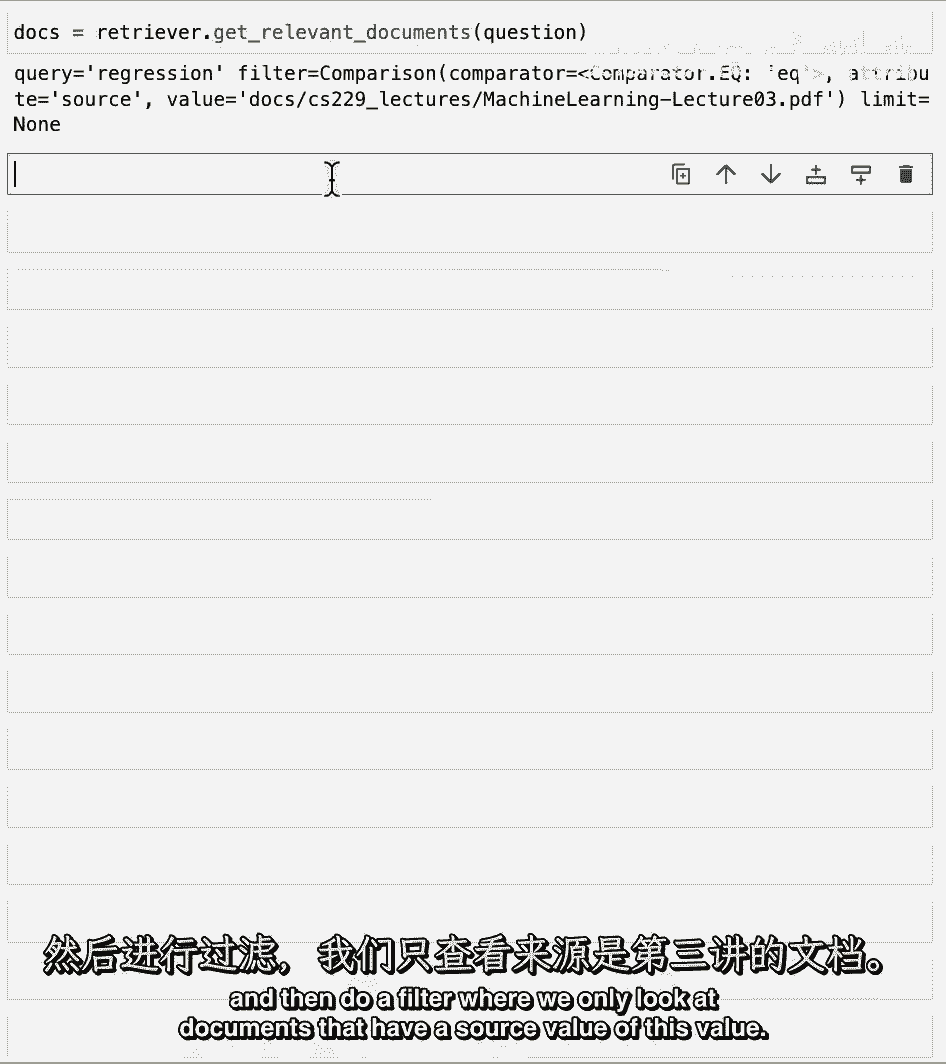 docs = retriever.get_relevant_documents(question)
query='regression' filter=Comparison(comparator=<Comparator.EQ: 'eq'>, attribu
te='source', value='docs/cs229_lectures/MachineLearning-Lecture03.pdf') limit=
None
然后进行过滤，我们只查看来源是第三讲的文档。
and then do a filter where we only look at
documents that have a source value of this value.